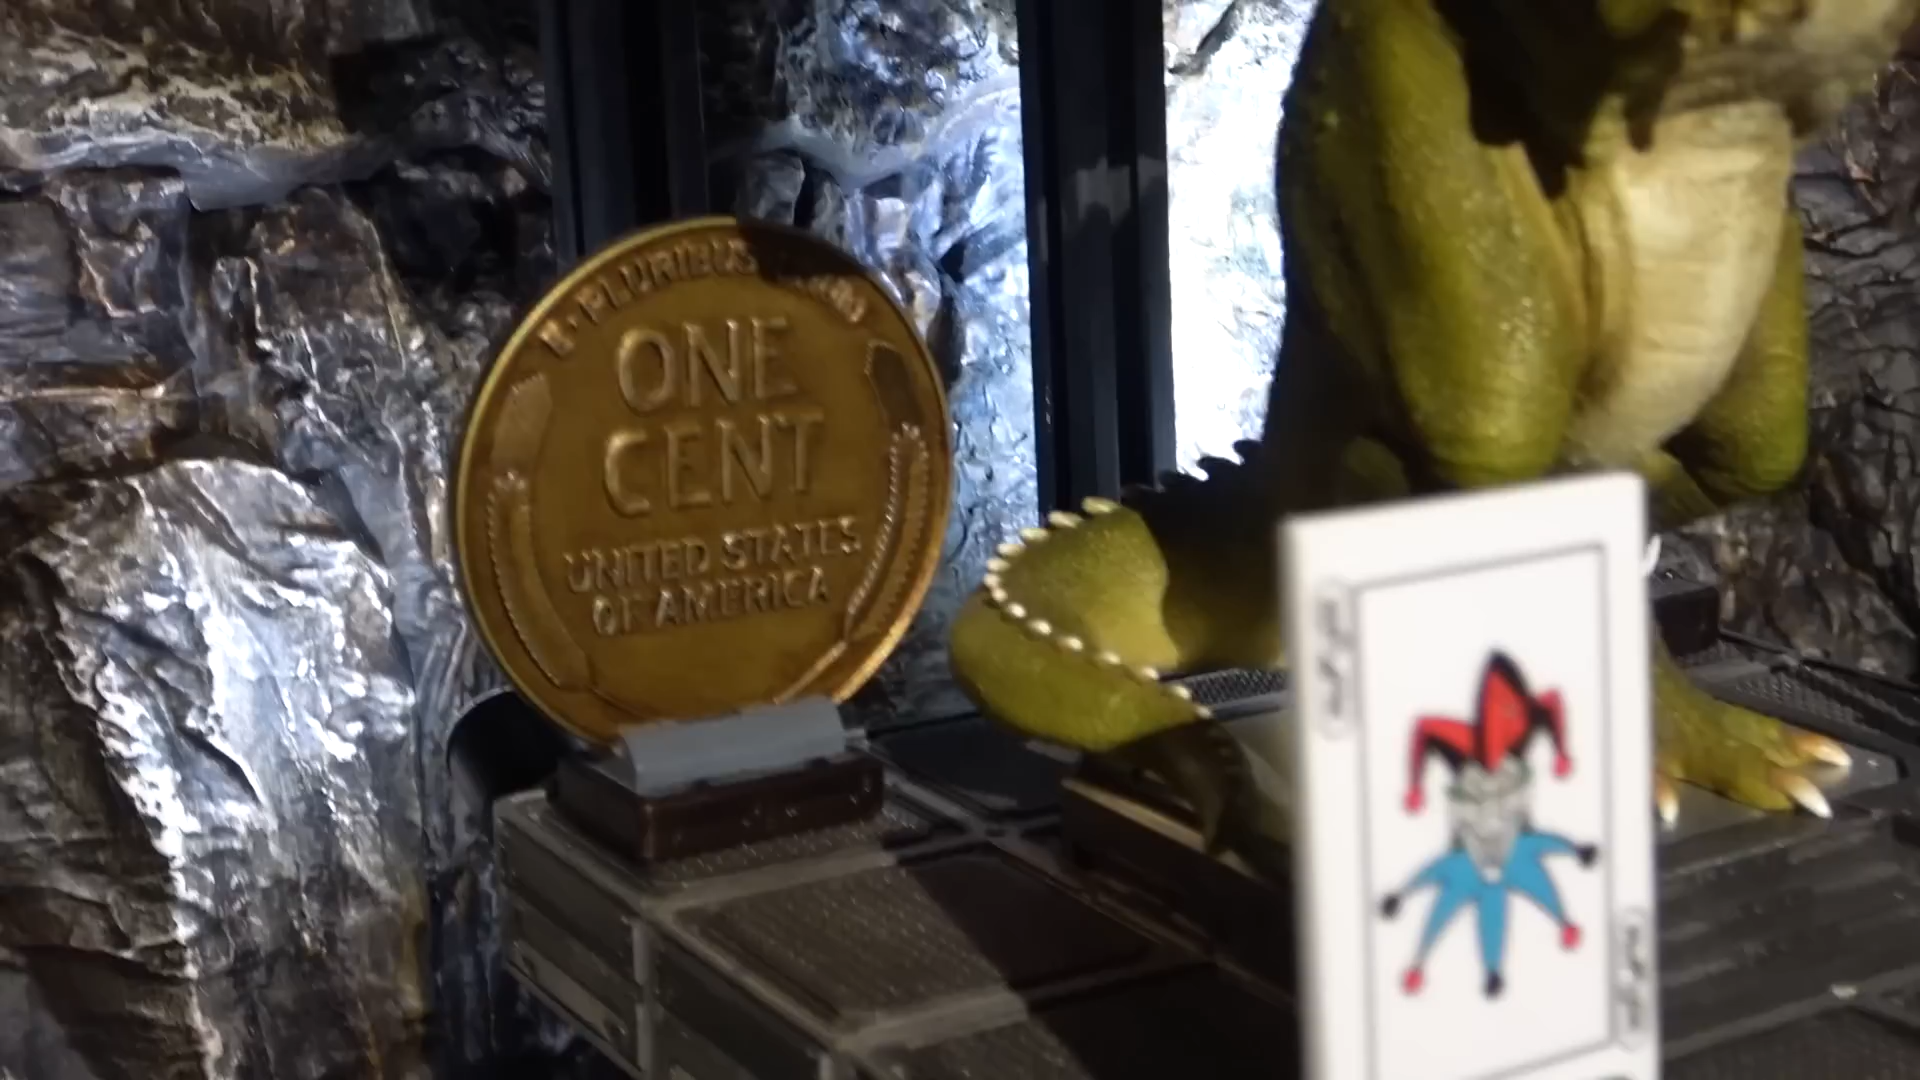 PLURIBUS
ONE
CENT
UNITED STATES
OF AMERICA